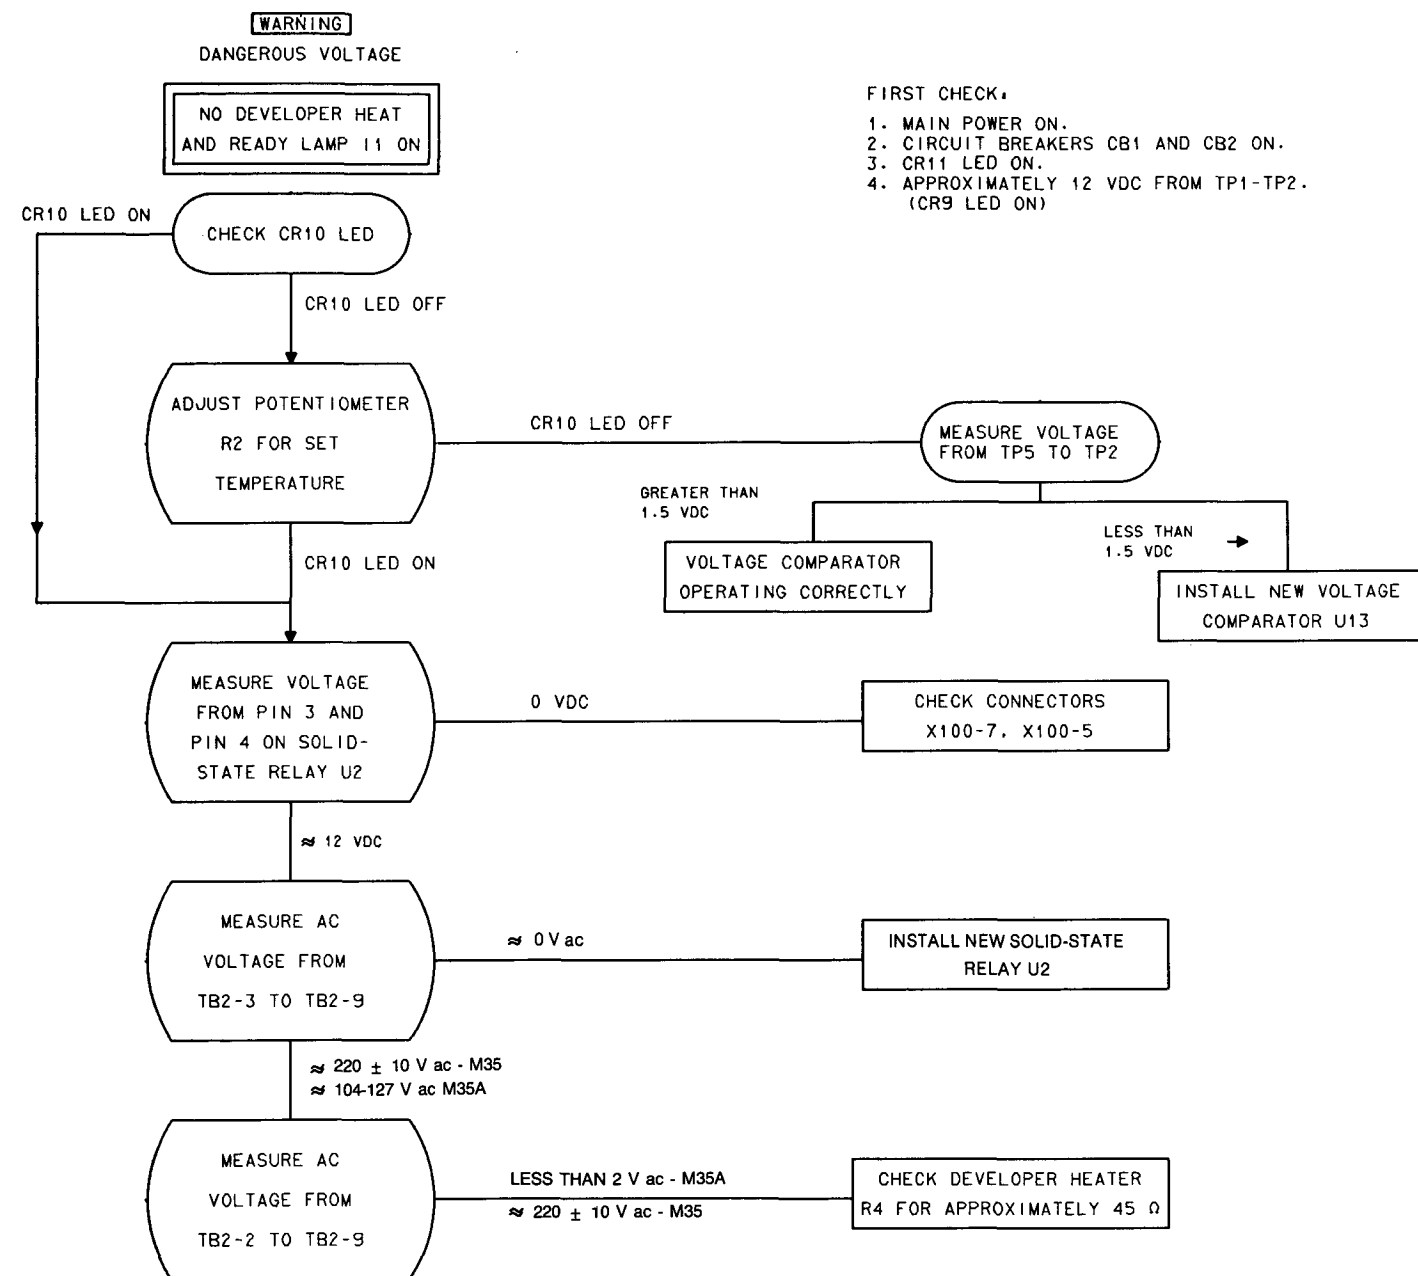 WARNING
DANGEROUS VOLTAGE
NO DEVELOPER HEAT
AND READY LAMP I1 ON
FIRST CHECK:
1. MAIN POWER ON.
2. CIRCUIT BREAKERS CB1 AND CB2 ON.
3. CR11 LED ON.
4. APPROXIMATELY 12 VDC FROM TP1-TP2.
(CR9 LED ON)
CR10 LED ON
CHECK CR10 LED
CR10 LED OFF
ADJUST POTENTIOMETER
R2 FOR SET
TEMPERATURE
CR10 LED OFF
MEASURE VOLTAGE
FROM TP5 TO TP2
GREATER THAN
1.5 VDC
LESS THAN
1.5 VDC
VOLTAGE COMPARATOR
OPERATING CORRECTLY
INSTALL NEW VOLTAGE
COMPARATOR U13
CR10 LED ON
MEASURE VOLTAGE
FROM PIN 3 AND
PIN 4 ON SOLID-
STATE RELAY U2
0 VDC
CHECK CONNECTORS
X100-7, X100-5
≈ 12 VDC
MEASURE AC
VOLTAGE FROM
TB2-3 TO TB2-9
≈ 0 V ac
INSTALL NEW SOLID-STATE
RELAY U2
≈ 220 ± 10 V ac - M35
≈ 104-127 V ac M35A
MEASURE AC
VOLTAGE FROM
TB2-2 TO TB2-9
LESS THAN 2 V ac - M35A
≈ 220 ± 10 V ac - M35
CHECK DEVELOPER HEATER
R4 FOR APPROXIMATELY 45 Ω